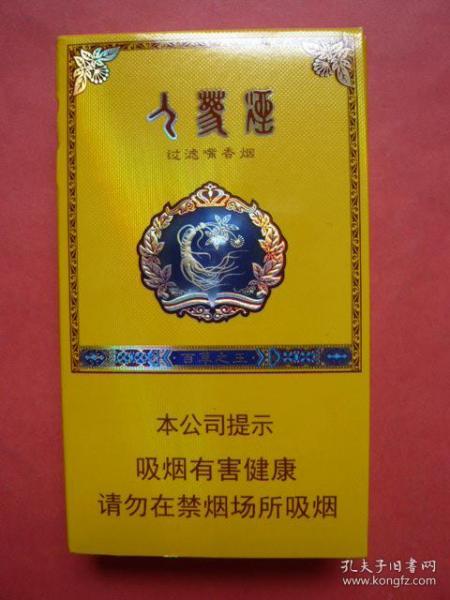 人蔘煙
过滤嘴香烟
百草之王
本公司提示
吸烟有害健康
请勿在禁烟场所吸烟
孔夫子旧书网
www.kongfz.com